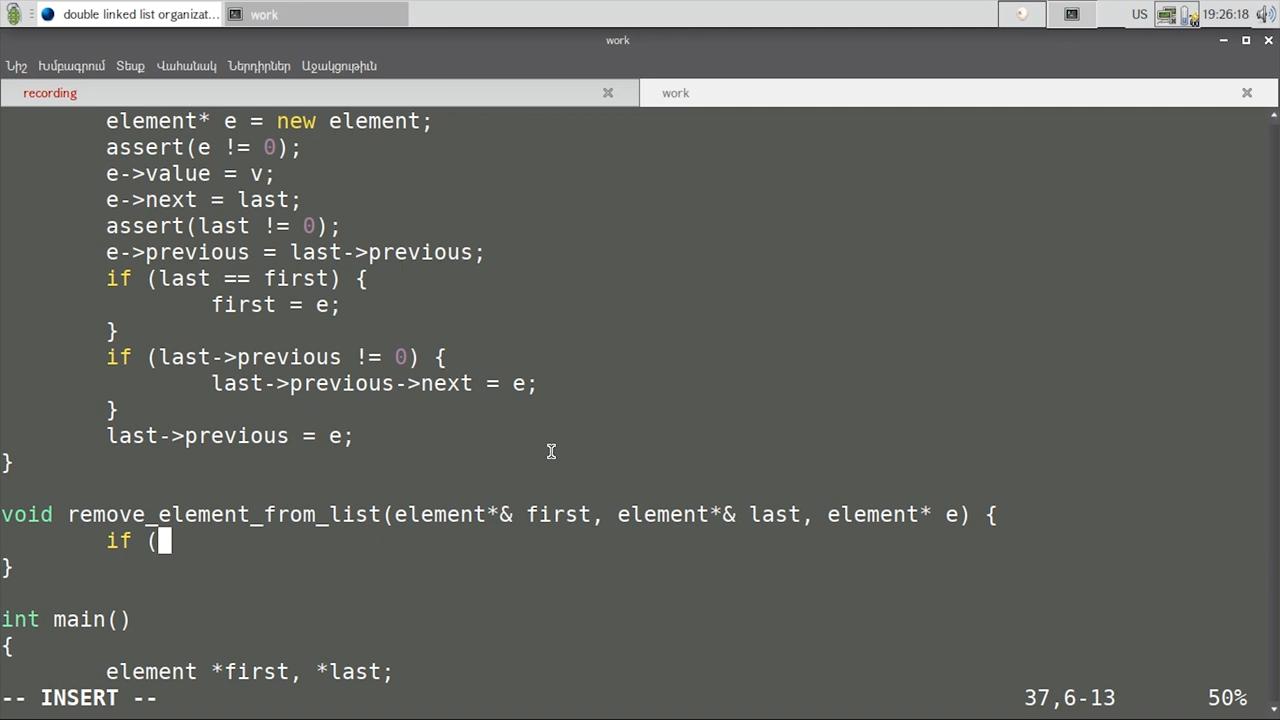 double linked list organizat...
work
US
19:26:18
work
Նիշ Խմբագրում Տեսք Վահանակ Ներդիրներ Աջակցութիւն
recording
work
element* e = new element;
assert(e != 0);
e->value = v;
e->next = last;
assert(last != 0);
e->previous = last->previous;
if (last == first) {
first = e;
}
if (last->previous != 0) {
last->previous->next = e;
}
last->previous = e;
}
void remove_element_from_list(element*& first, element*& last, element* e) {
if (
}
int main()
{
element *first, *last;
-- INSERT -- 37,6-13 50%